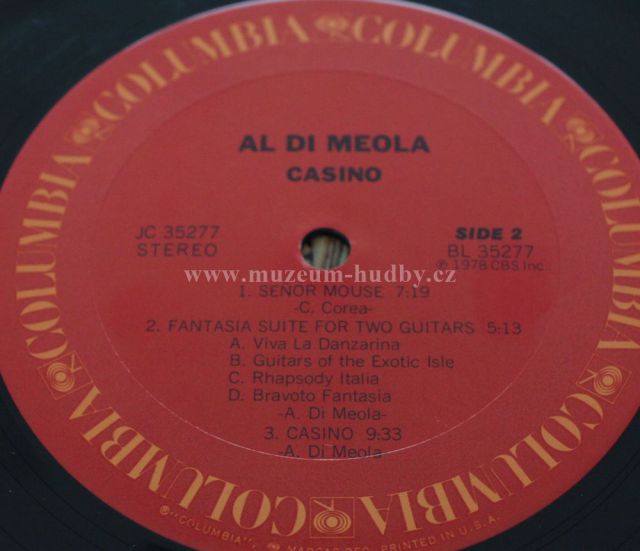 COLUMBIA COLUMBIA COLUMBIA COLUMBIA COLUMBIA COLUMBIA
AL DI MEOLA
CASINO
JC 35277 SIDE 2
STEREO BL 35277
℗ 1978 CBS Inc.
www.muzeum-hudby.cz
1. SEÑOR MOUSE 7:19
-C. Corea-
2. FANTASIA SUITE FOR TWO GUITARS 5:13
A. Viva La Danzarina
B. Guitars of the Exotic Isle
C. Rhapsody Italia
D. Bravoto Fantasia
-A. Di Meola-
3. CASINO 9:33
-A. Di Meola-
®"COLUMBIA", MARCAS REG. PRINTED IN U.S.A.